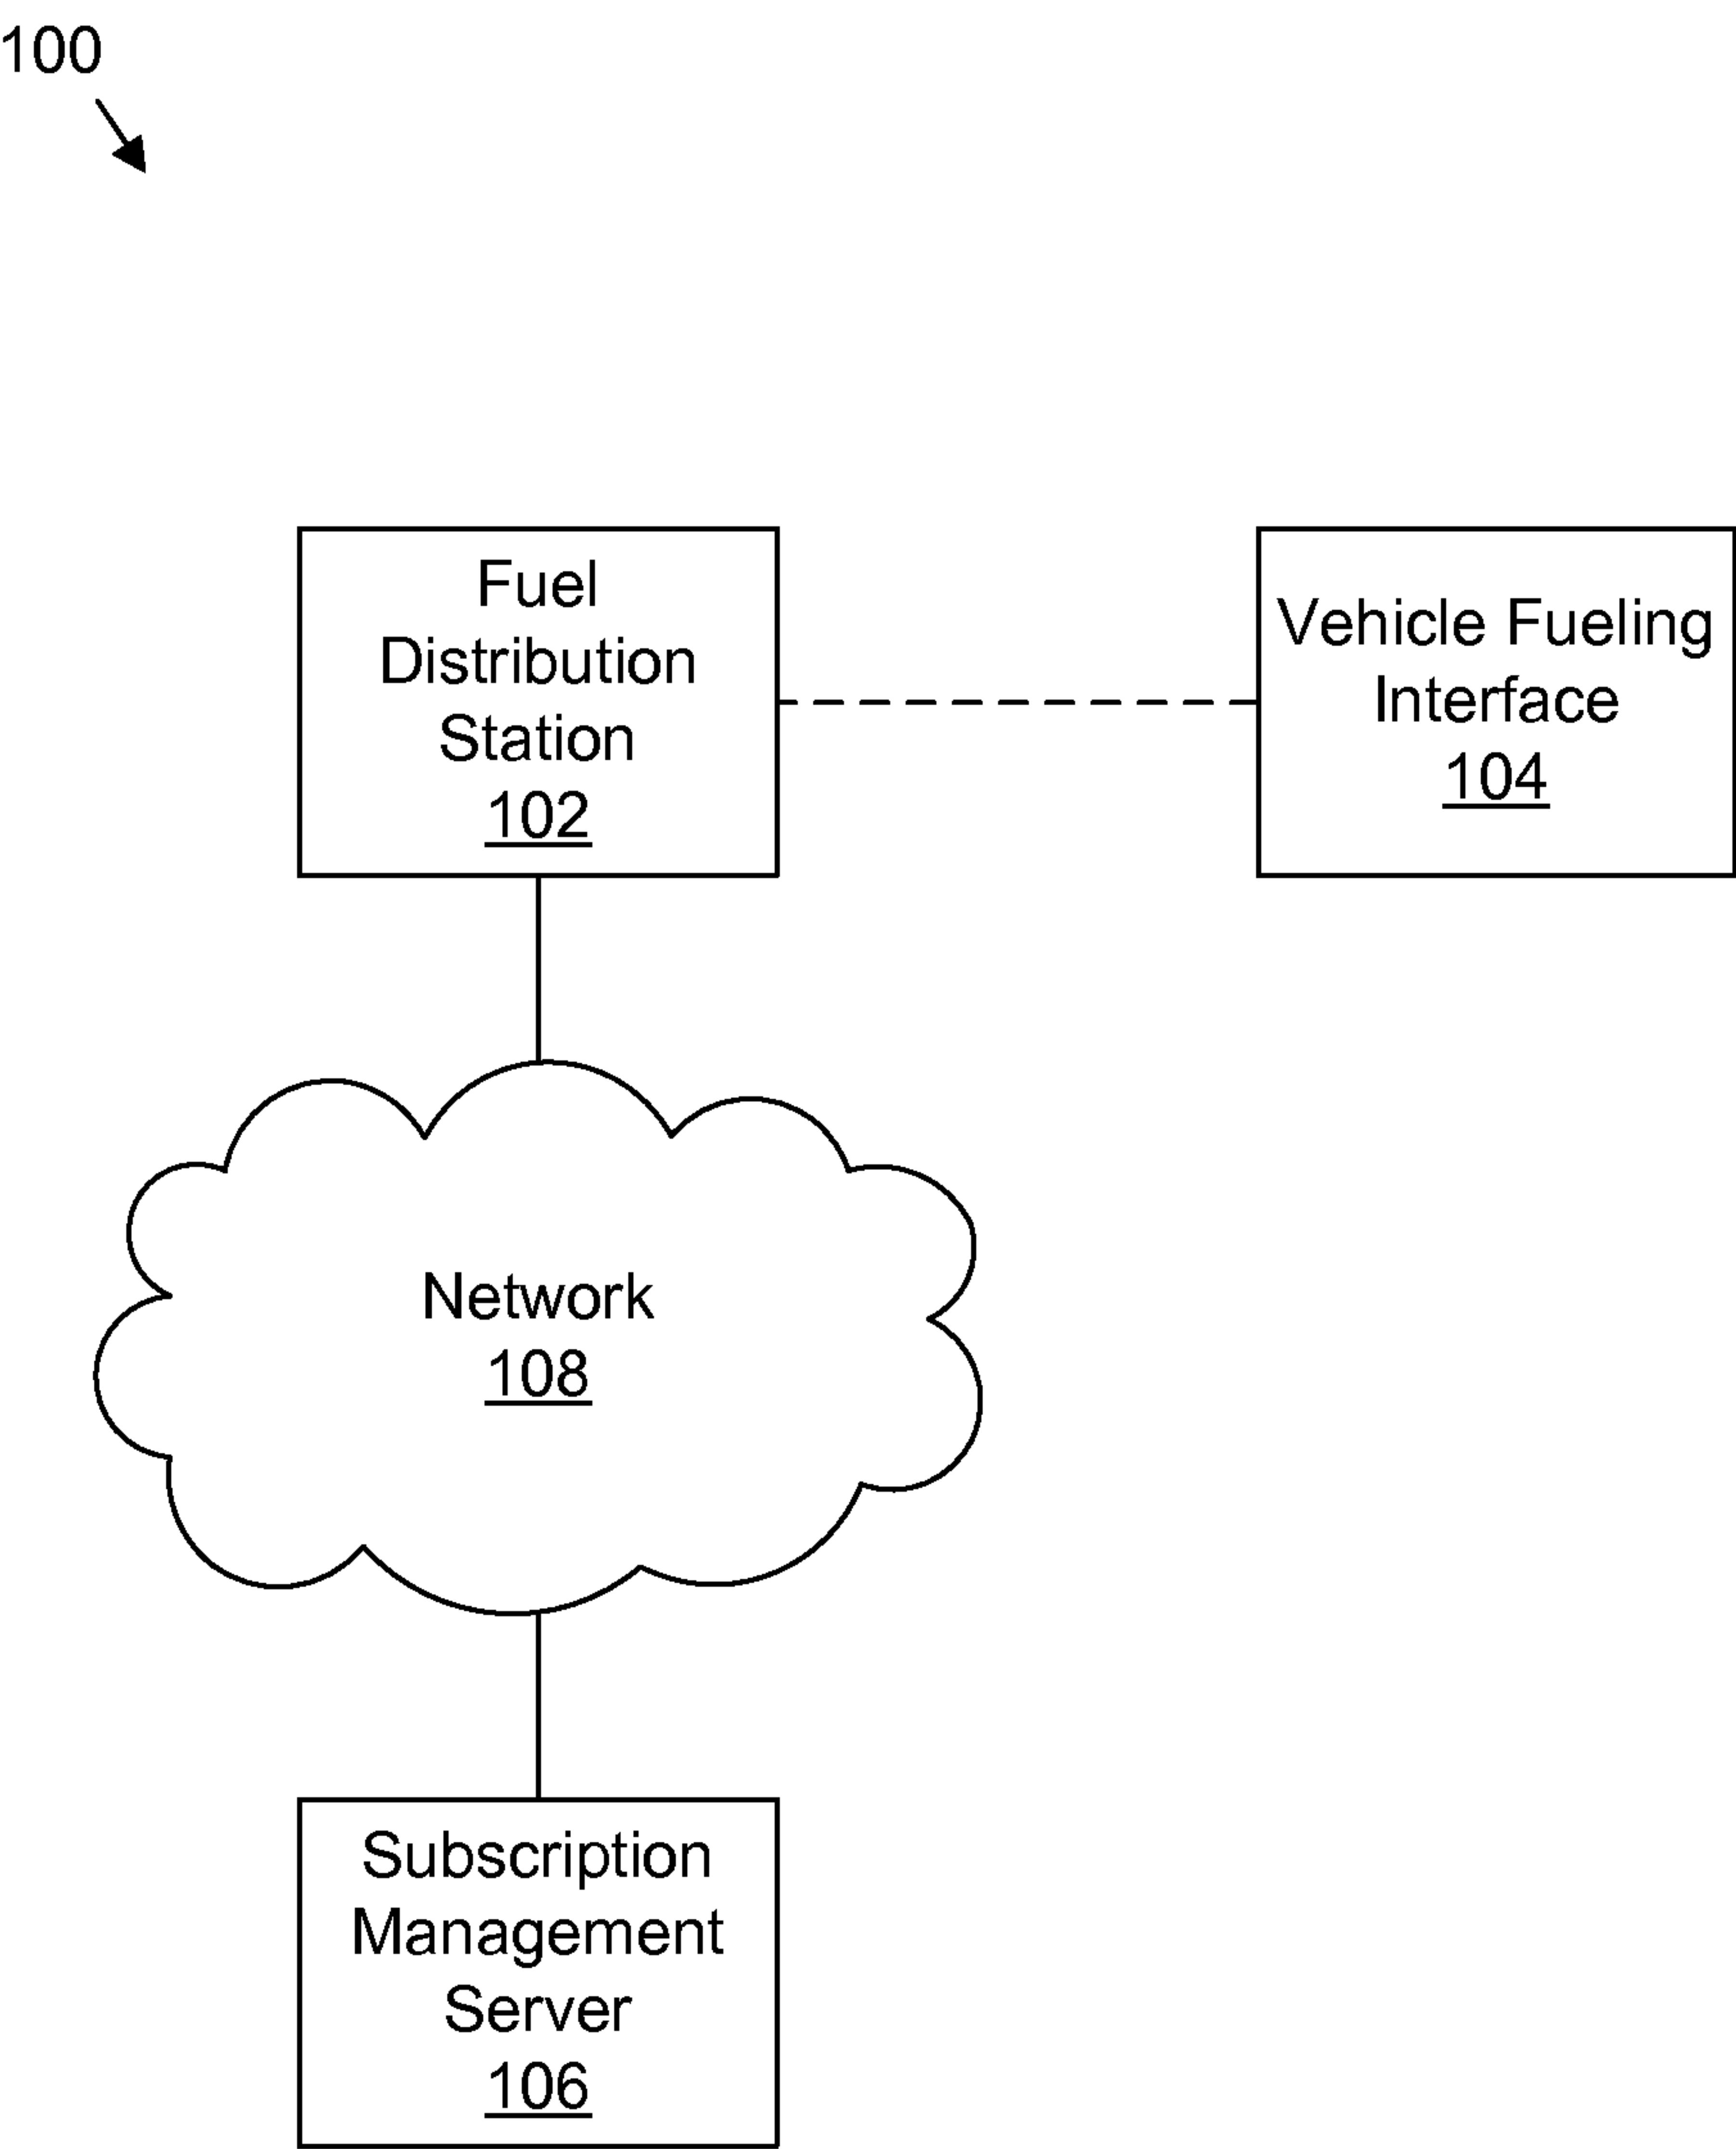 100
Fuel
Distribution
Station
102
Vehicle Fueling
Interface
104
Network
108
Subscription
Management
Server
106